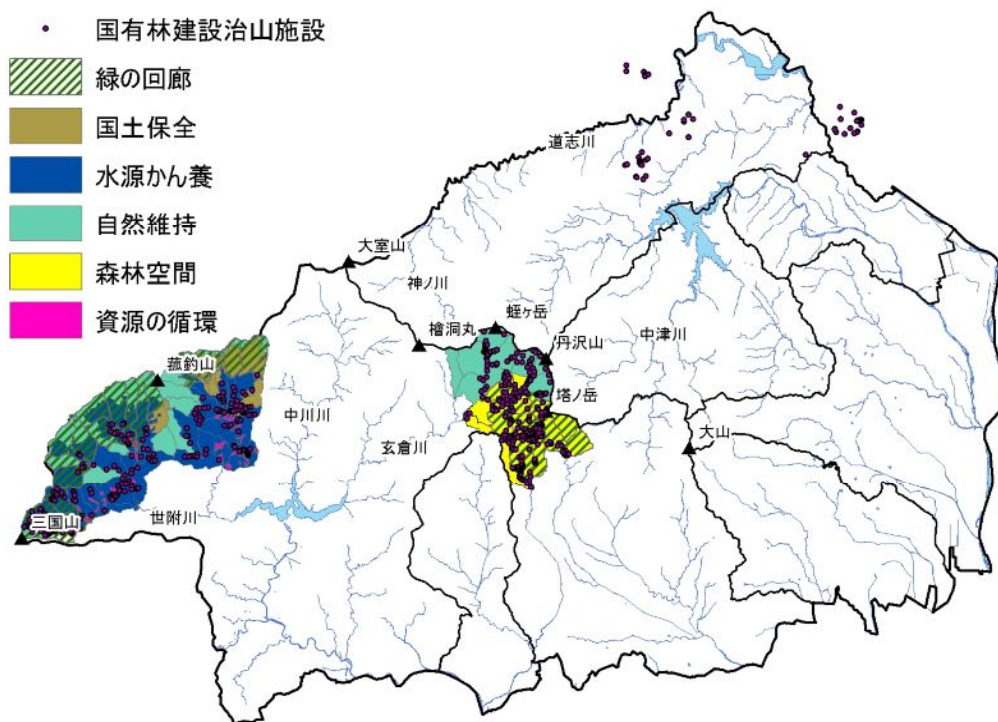 国有林建設治山施設
緑の回廊
国土保全
水源かん養
自然維持
森林空間
資源の循環
道志川
大室山
神ノ川
蛭ヶ岳
檜洞丸
丹沢山
中津川
菰釣山
塔ノ岳
中川川
玄倉川
大山
世附川
三国山